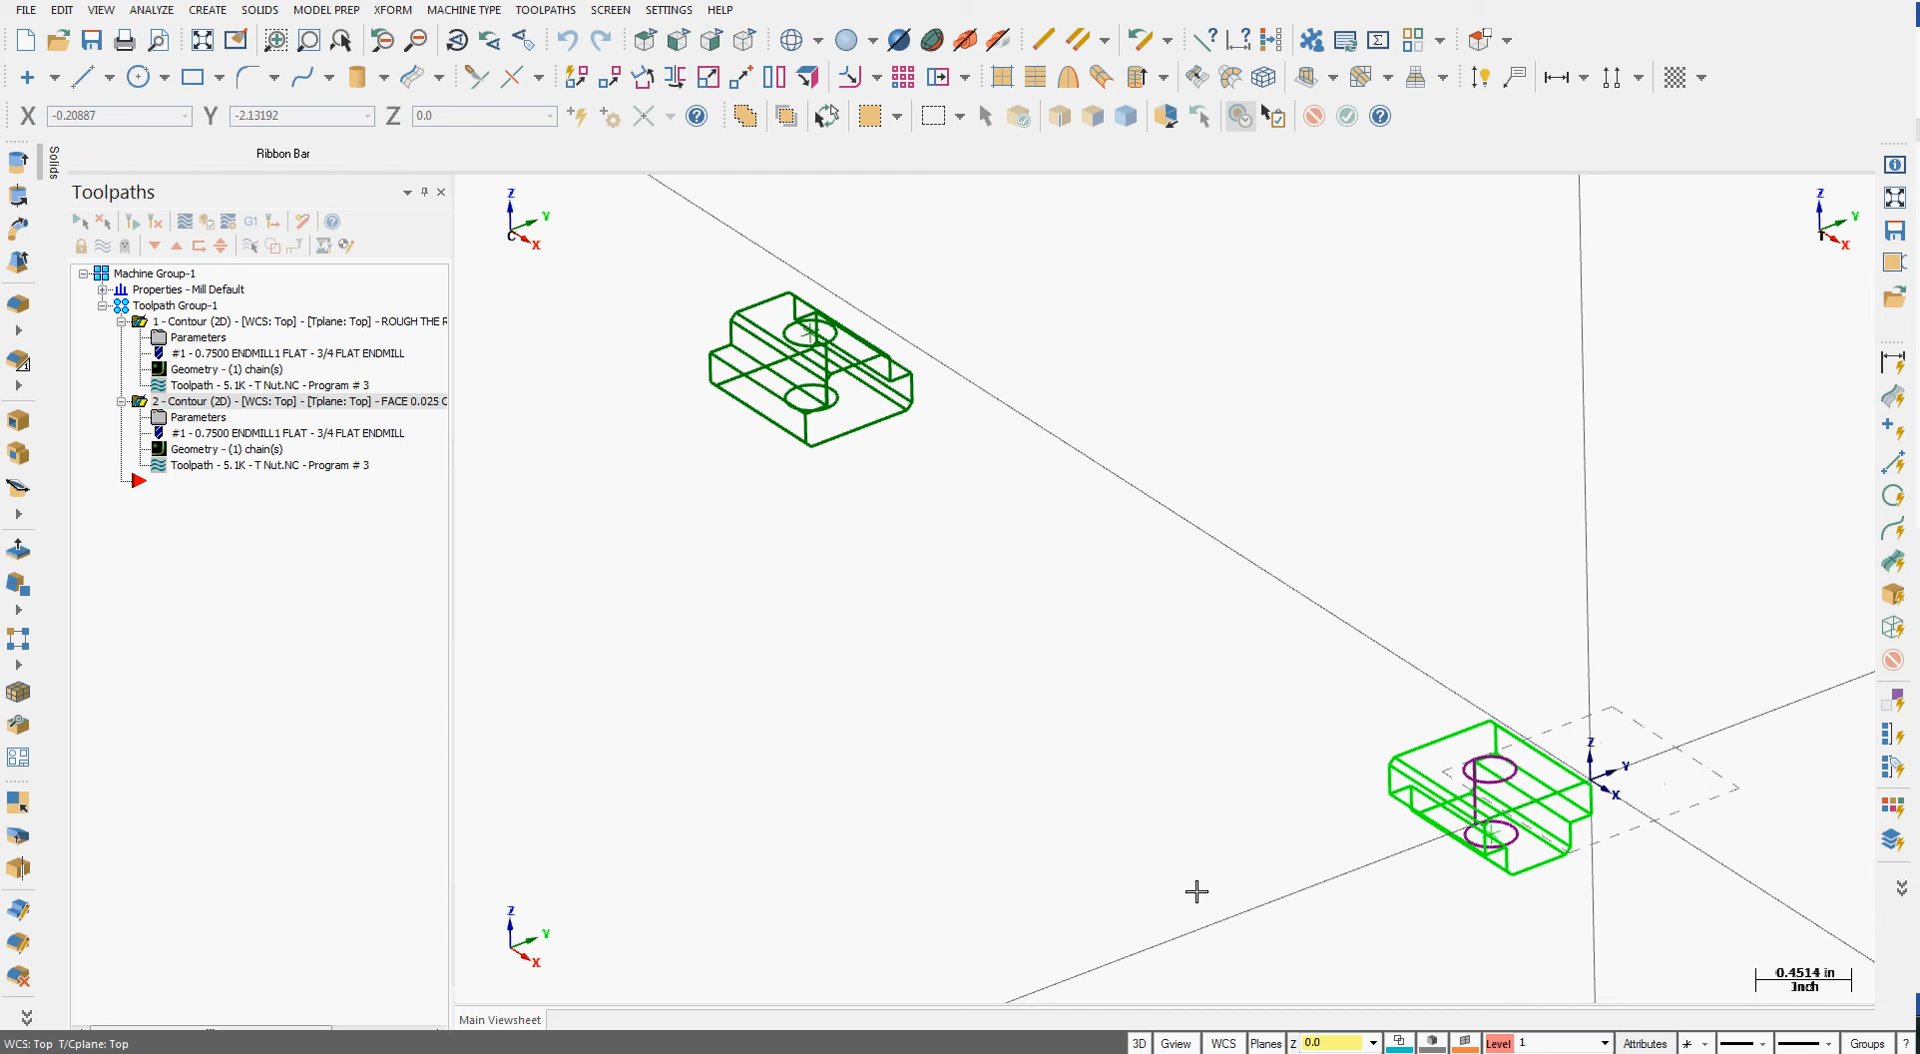 FILE EDIT VIEW ANALYZE CREATE SOLIDS MODEL PREP XFORM MACHINE TYPE TOOLPATHS SCREEN SETTINGS HELP
X -0.20887 Y -2.13192 Z 0.0
Ribbon Bar
Solids
Toolpaths
G1
Machine Group-1
Properties - Mill Default
Toolpath Group-1
1 - Contour (2D) - [WCS: Top] - [Tplane: Top] - ROUGH THE R
Parameters
#1 - 0.7500 ENDMILL1 FLAT - 3/4 FLAT ENDMILL
Geometry - (1) chain(s)
Toolpath - 5.1K - T Nut.NC - Program # 3
2 - Contour (2D) - [WCS: Top] - [Tplane: Top] - FACE 0.025 C
Parameters
#1 - 0.7500 ENDMILL1 FLAT - 3/4 FLAT ENDMILL
Geometry - (1) chain(s)
Toolpath - 5.1K - T Nut.NC - Program # 3
Z
Y
C
X
Z
Y
T
X
Z
Y
X
Z
Y
X
0.4514 in
Inch
Main Viewsheet
WCS: Top T/Cplane: Top
3D Gview WCS Planes Z 0.0 Level 1 Attributes Groups ?